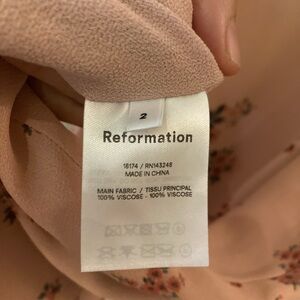 2
Reformation
16174 / RN143248
MADE IN CHINA
MAIN FABRIC / TISSU PRINCIPAL
100% VISCOSE - 100% VISCOSE